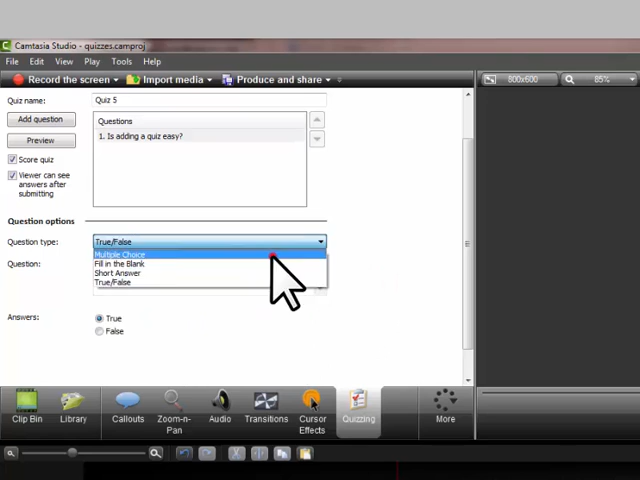 Camtasia Studio - quizzes.camproj
File Edit View Play Tools Help
Record the screen Import media Produce and share
800x600 85%
Quiz name: Quiz 5
Add question
Questions
1. Is adding a quiz easy?
Preview
Score quiz
Viewer can see
answers after
submitting
Question options
Question type: True/False
Multiple Choice
Fill in the Blank
Short Answer
True/False
Question:
Answers: True
False
Clip Bin Library Callouts Zoom-n-Pan Audio Transitions Cursor Effects Quizzing More